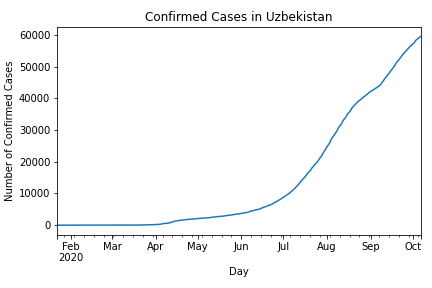 Confirmed Cases in Uzbekistan
60000
50000
40000
30000
20000
10000
0
Number of Confirmed Cases
Feb Mar Apr May Jun Jul Aug Sep Oct
2020
Day